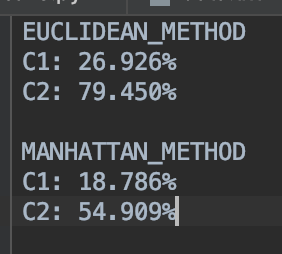 EUCLIDEAN_METHOD
C1: 26.926%
C2: 79.450%
MANHATTAN_METHOD
C1: 18.786%
C2: 54.909%